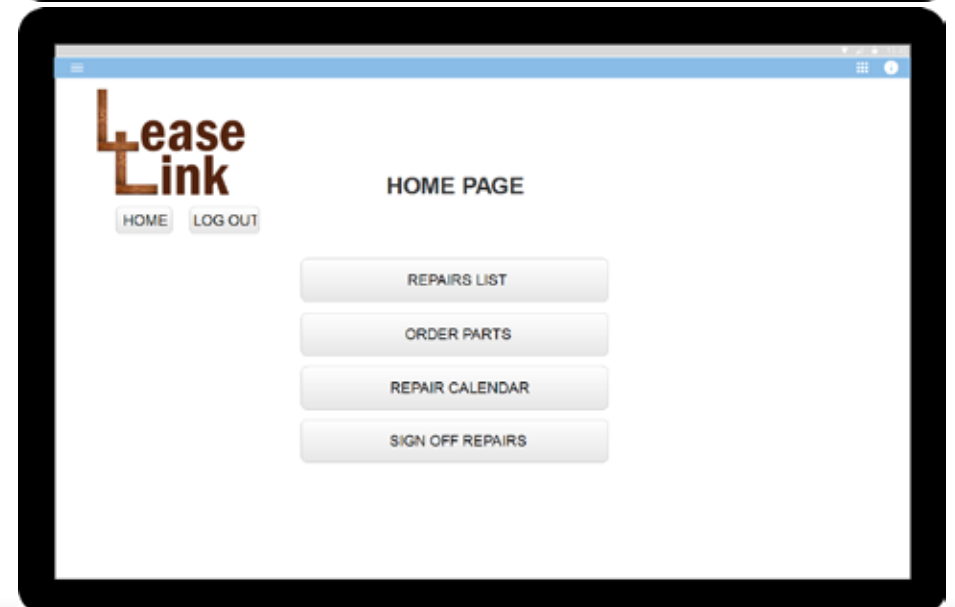 Lease
Link
HOME PAGE
HOME LOG OUT
REPAIRS LIST
ORDER PARTS
REPAIR CALENDAR
SIGN OFF REPAIRS